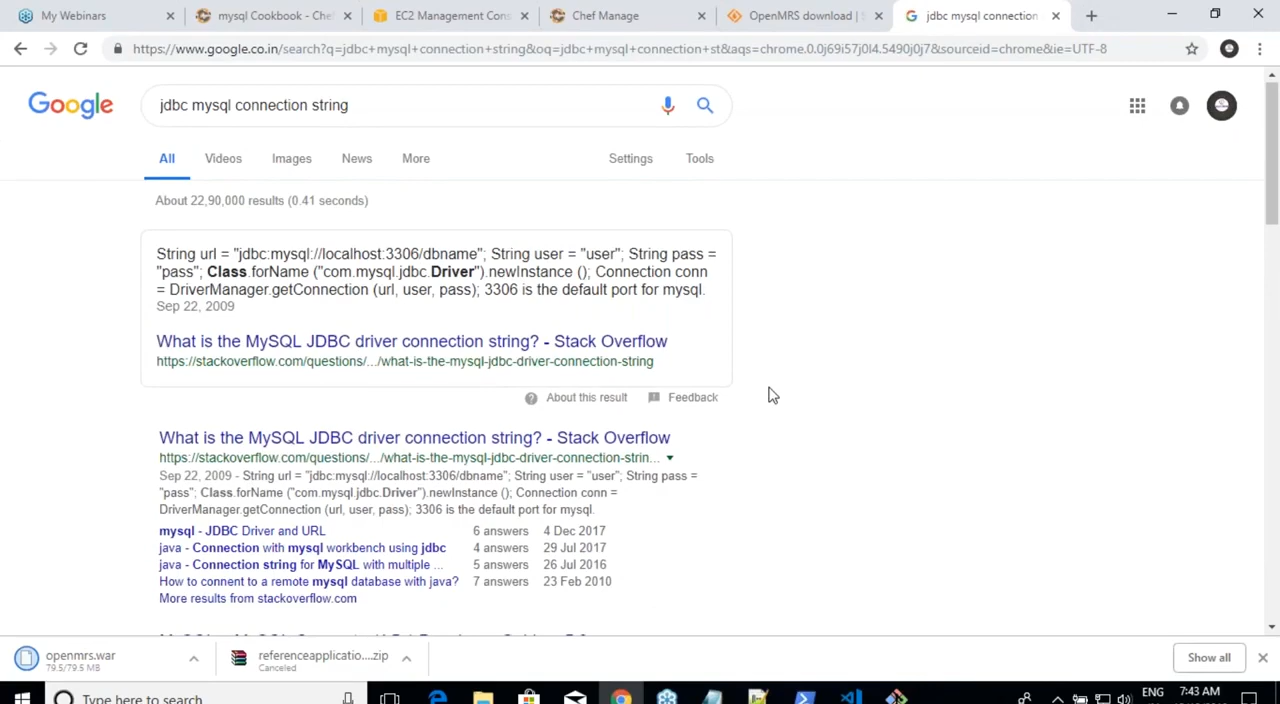 My Webinars
mysql Cookbook - Chef
EC2 Management Cons
Chef Manage
OpenMRS download | S
jdbc mysql connection
https://www.google.co.in/search?q=jdbc+mysql+connection+string&oq=jdbc+mysql+connection+st&aqs=chrome.0.0j69i57j0l4.5490j0j7&sourceid=chrome&ie=UTF-8
Google
jdbc mysql connection string
All
Videos
Images
News
More
Settings
Tools
About 22,90,000 results (0.41 seconds)
String url = "jdbc:mysql://localhost:3306/dbname"; String user = "user"; String pass =
"pass"; Class.forName ("com.mysql.jdbc.Driver").newInstance (); Connection conn
= DriverManager.getConnection (url, user, pass); 3306 is the default port for mysql.
Sep 22, 2009
What is the MySQL JDBC driver connection string? - Stack Overflow
https://stackoverflow.com/questions/.../what-is-the-mysql-jdbc-driver-connection-string
About this result
Feedback
What is the MySQL JDBC driver connection string? - Stack Overflow
https://stackoverflow.com/questions/.../what-is-the-mysql-jdbc-driver-connection-strin...
Sep 22, 2009 - String url = "jdbc:mysql://localhost:3306/dbname"; String user = "user"; String pass =
"pass"; Class.forName ("com.mysql.jdbc.Driver").newInstance (); Connection conn =
DriverManager.getConnection (url, user, pass); 3306 is the default port for mysql.
mysql - JDBC Driver and URL 6 answers 4 Dec 2017
java - Connection with mysql workbench using jdbc 4 answers 29 Jul 2017
java - Connection string for MySQL with multiple ... 5 answers 26 Jul 2016
How to connent to a remote mysql database with java? 7 answers 23 Feb 2010
More results from stackoverflow.com
openmrs.war
79.5/79.5 MB
referenceapplicatio....zip
Canceled
Show all
Type here to search
ENG
7:43 AM